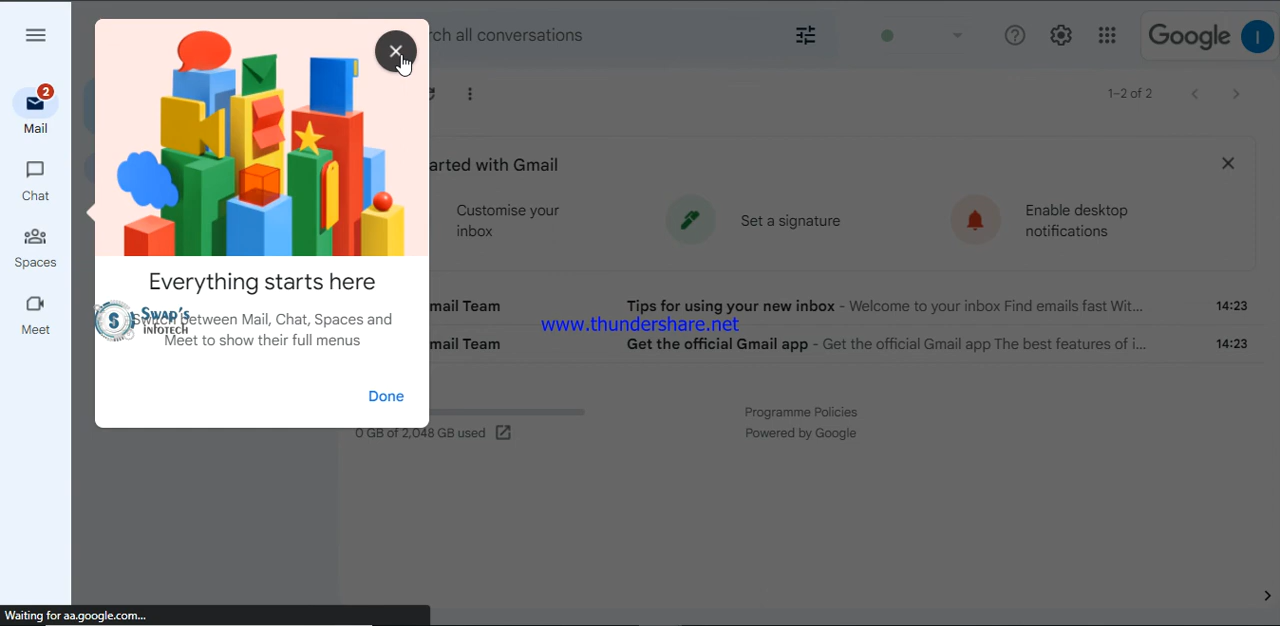 rch all conversations
Google
I
2
Mail
Chat
Spaces
Meet
1–2 of 2
arted with Gmail
Customise your
inbox
Set a signature
Enable desktop
notifications
Everything starts here
Switch between Mail, Chat, Spaces and
Meet to show their full menus
Done
S
SWAP'S
INFOTECH
mail Team
Tips for using your new inbox - Welcome to your inbox Find emails fast Wit...
14:23
www.thundershare.net
mail Team
Get the official Gmail app - Get the official Gmail app The best features of i...
14:23
0 GB of 2,048 GB used
Programme Policies
Powered by Google
Waiting for aa.google.com...